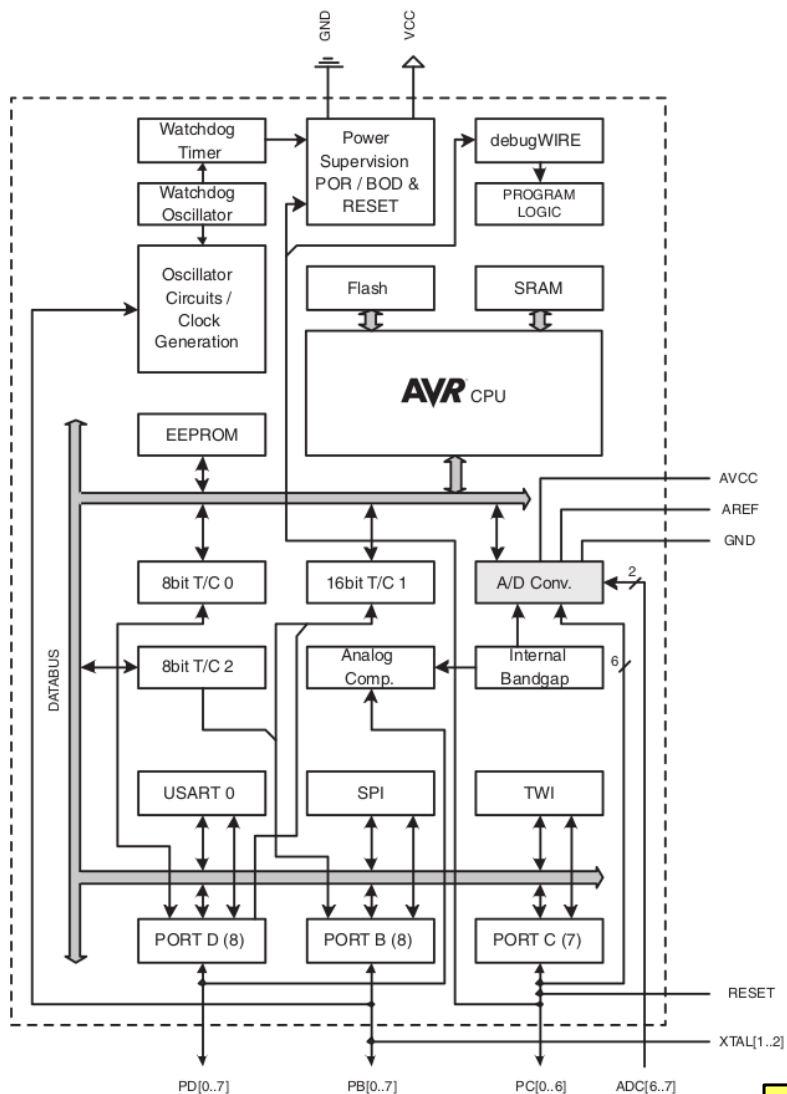 GND
VCC
Watchdog
Timer
Power
Supervision
POR / BOD &
RESET
debugWIRE
Watchdog
Oscillator
PROGRAM
LOGIC
Oscillator
Circuits /
Clock
Generation
Flash
SRAM
AVR CPU
EEPROM
AVCC
AREF
GND
8bit T/C 0
16bit T/C 1
A/D Conv.
2
8bit T/C 2
Analog
Comp.
Internal
Bandgap
6
DATABUS
USART 0
SPI
TWI
PORT D (8)
PORT B (8)
PORT C (7)
RESET
XTAL[1..2]
PD[0..7]
PB[0..7]
PC[0..6]
ADC[6..7]